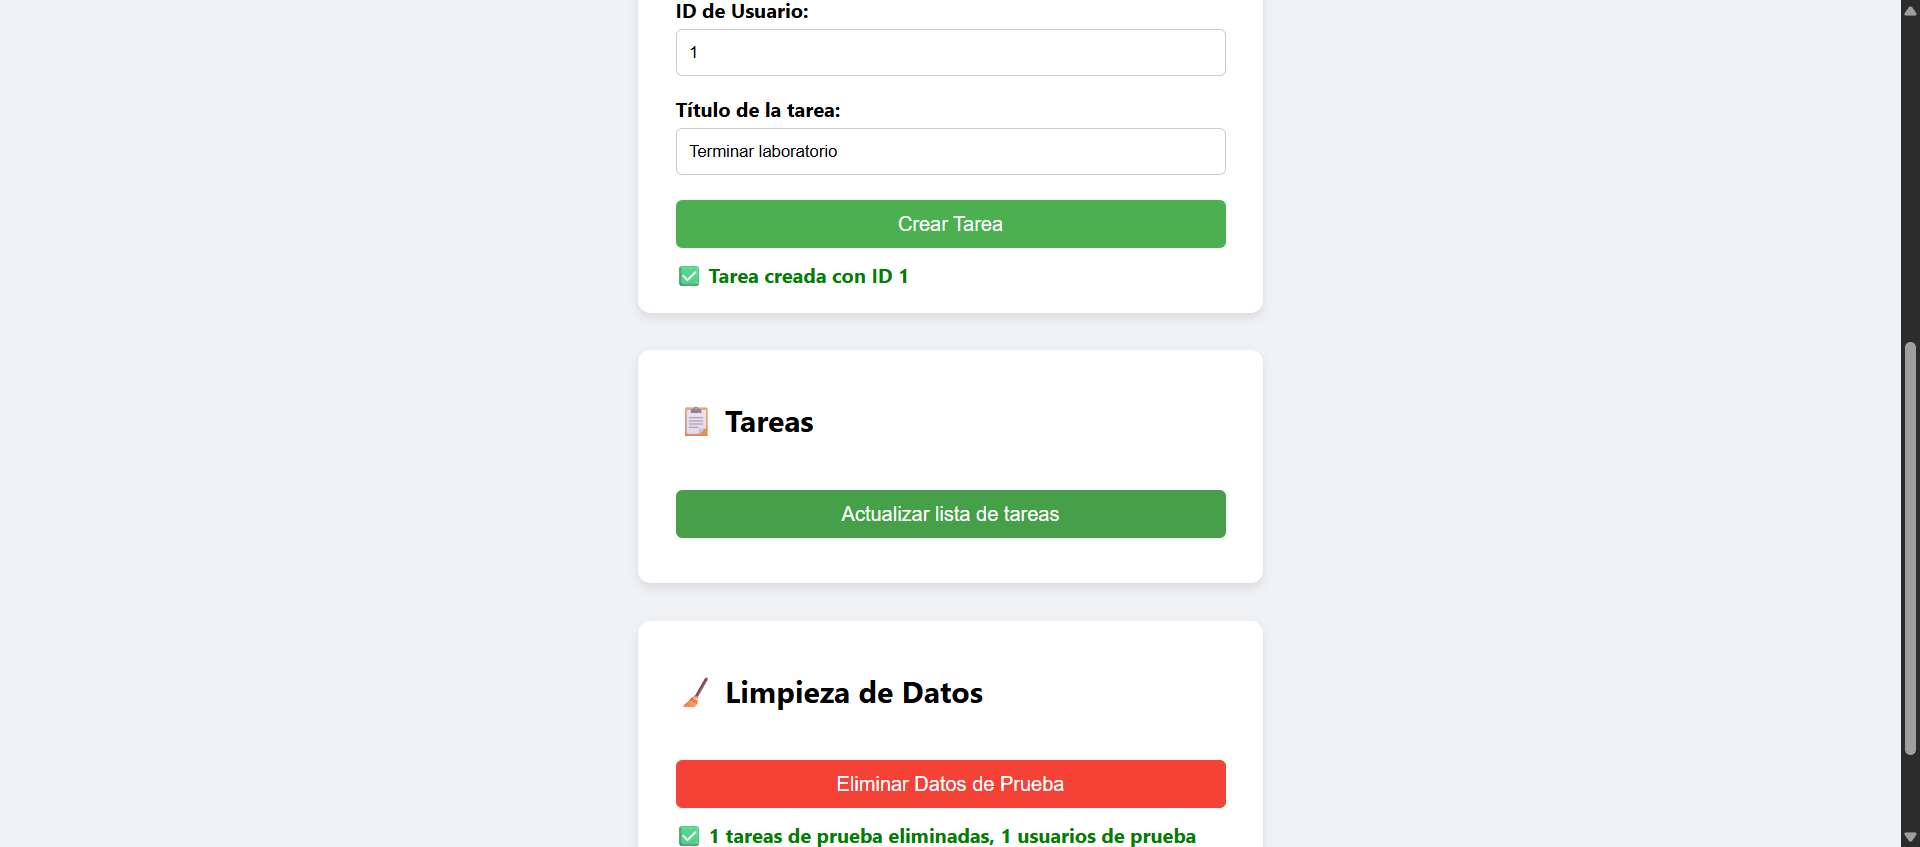 ID de Usuario:
1
Título de la tarea:
Terminar laboratorio
Crear Tarea
✅ Tarea creada con ID 1
📋 Tareas
Actualizar lista de tareas
🧹 Limpieza de Datos
Eliminar Datos de Prueba
✅ 1 tareas de prueba eliminadas, 1 usuarios de prueba